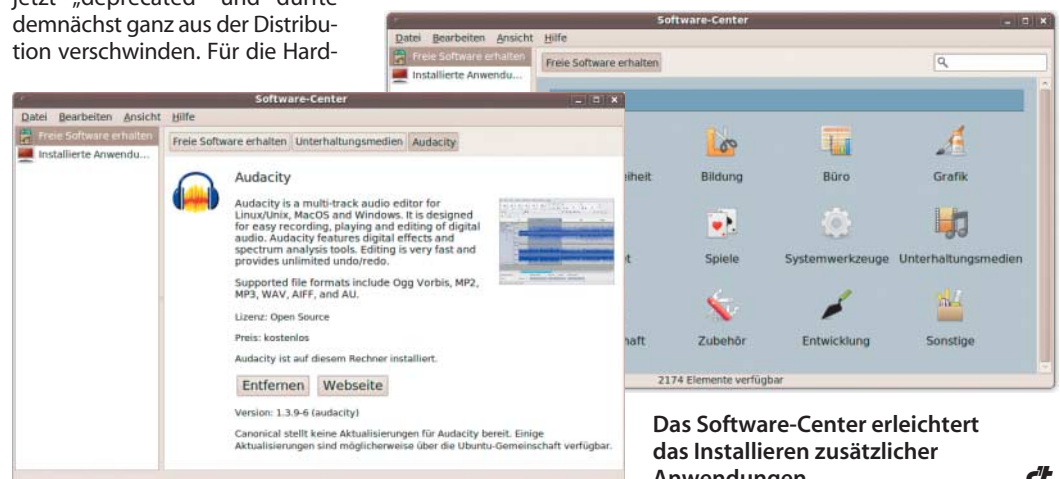 jetzt „deprecated“ und dürfte
demnächst ganz aus der Distribu-
tion verschwinden. Für die Hard-
Software-Center
Datei Bearbeiten Ansicht Hilfe
Freie Software erhalten
Installierte Anwendu...
Freie Software erhalten
iheit
Bildung
Büro
Grafik
t
Spiele
Systemwerkzeuge
Unterhaltungsmedien
haft
Zubehör
Entwicklung
Sonstige
2174 Elemente verfügbar
Software-Center
Datei Bearbeiten Ansicht Hilfe
Freie Software erhalten
Installierte Anwendu...
Freie Software erhalten Unterhaltungsmedien Audacity
Audacity
Audacity is a multi-track audio editor for
Linux/Unix, MacOS and Windows. It is designed
for easy recording, playing and editing of digital
audio. Audacity features digital effects and
spectrum analysis tools. Editing is very fast and
provides unlimited undo/redo.
Supported file formats include Ogg Vorbis, MP2,
MP3, WAV, AIFF, and AU.
Lizenz: Open Source
Preis: kostenlos
Audacity ist auf diesem Rechner installiert.
Entfernen Webseite
Version: 1.3.9-6 (audacity)
Canonical stellt keine Aktualisierungen für Audacity bereit. Einige
Aktualisierungen sind möglicherweise über die Ubuntu-Gemeinschaft verfügbar.
Das Software-Center erleichtert
das Installieren zusätzlicher
Anwendungen
c't